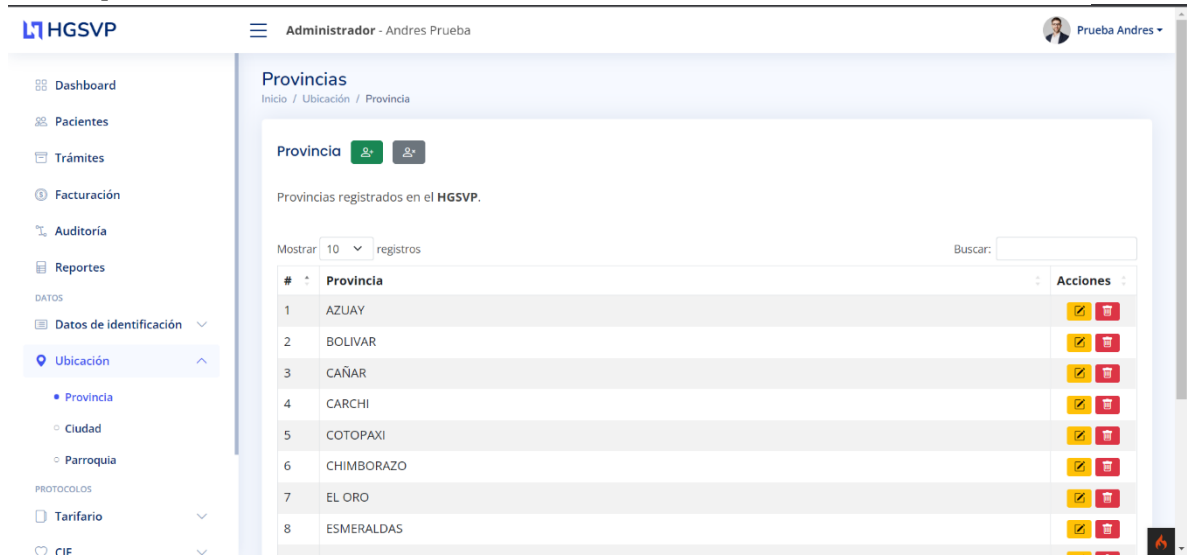 HGSVP
Administrador - Andres Prueba
Prueba Andres
Dashboard
Pacientes
Trámites
Facturación
Auditoría
Reportes
DATOS
Datos de identificación
Ubicación
Provincia
Ciudad
Parroquia
PROTOCOLOS
Tarifario
CIE
Provincias
Inicio / Ubicación / Provincia
Provincia
Provincias registrados en el HGSVP.
Mostrar 10 registros
Buscar:
# Provincia Acciones
1 AZUAY
2 BOLIVAR
3 CAÑAR
4 CARCHI
5 COTOPAXI
6 CHIMBORAZO
7 EL ORO
8 ESMERALDAS